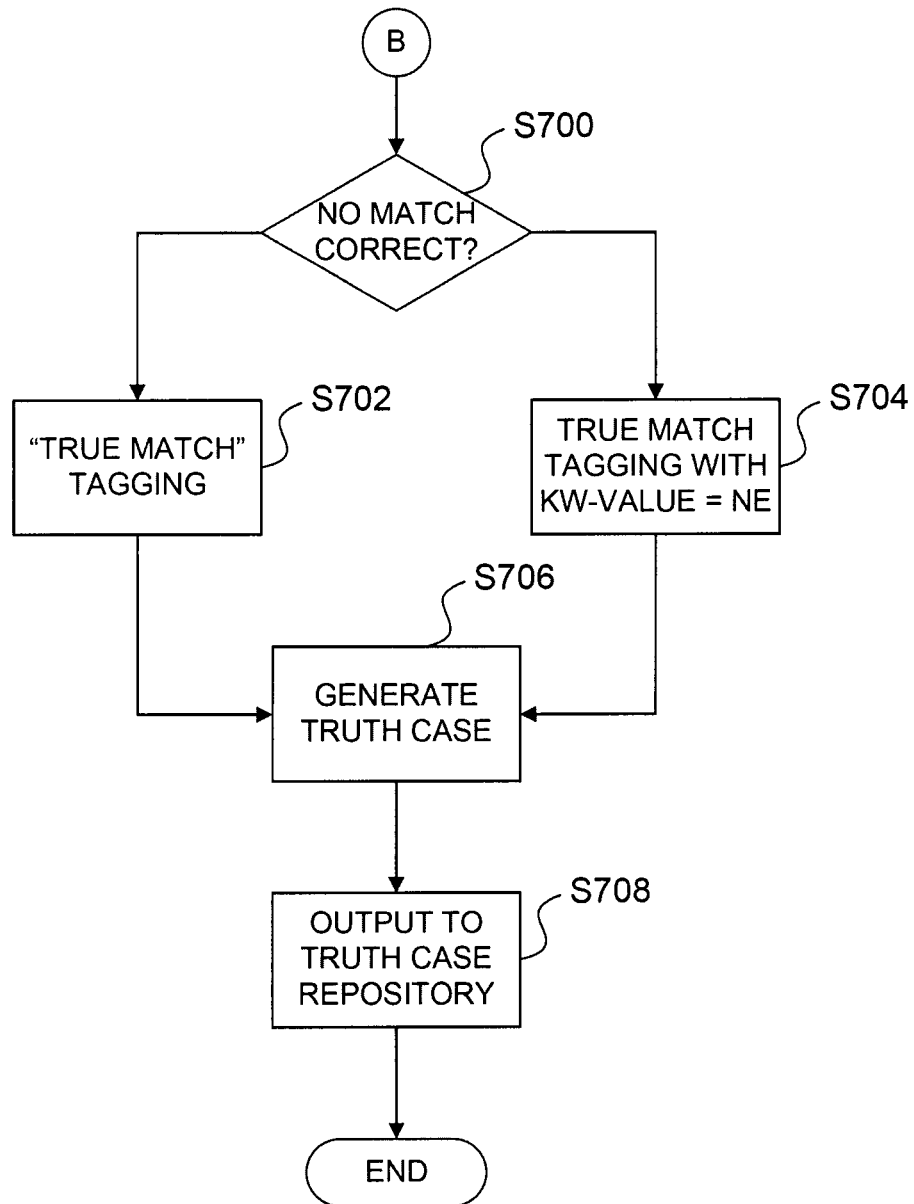 B
S700
NO MATCH
CORRECT?
S702
"TRUE MATCH"
TAGGING
S704
TRUE MATCH
TAGGING WITH
KW-VALUE = NE
S706
GENERATE
TRUTH CASE
S708
OUTPUT TO
TRUTH CASE
REPOSITORY
END